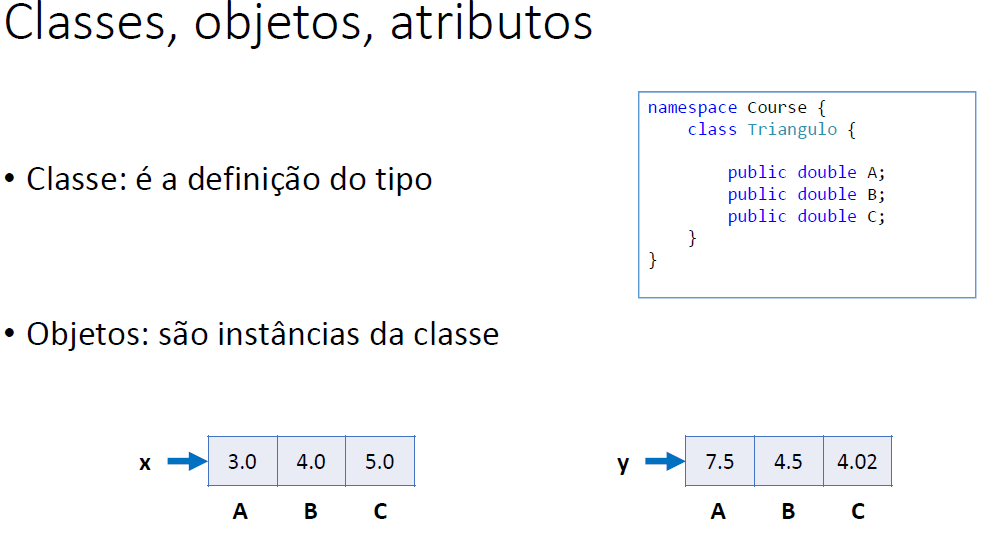 Classes, objetos, atributos
namespace Course {
class Triangulo {
public double A;
public double B;
public double C;
}
}
• Classe: é a definição do tipo
• Objetos: são instâncias da classe
x 3.0 4.0 5.0
A B C
y 7.5 4.5 4.02
A B C